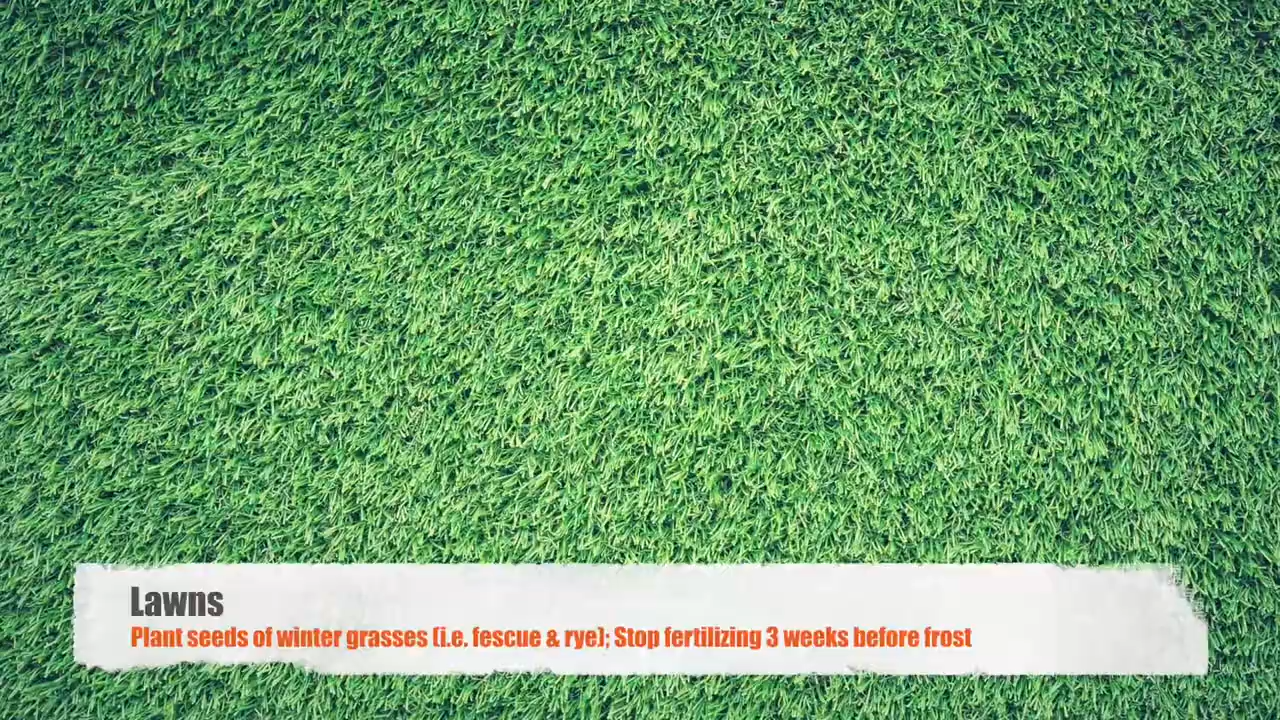 Lawns
Plant seeds of winter grasses (i.e. fescue & rye); Stop fertilizing 3 weeks before frost